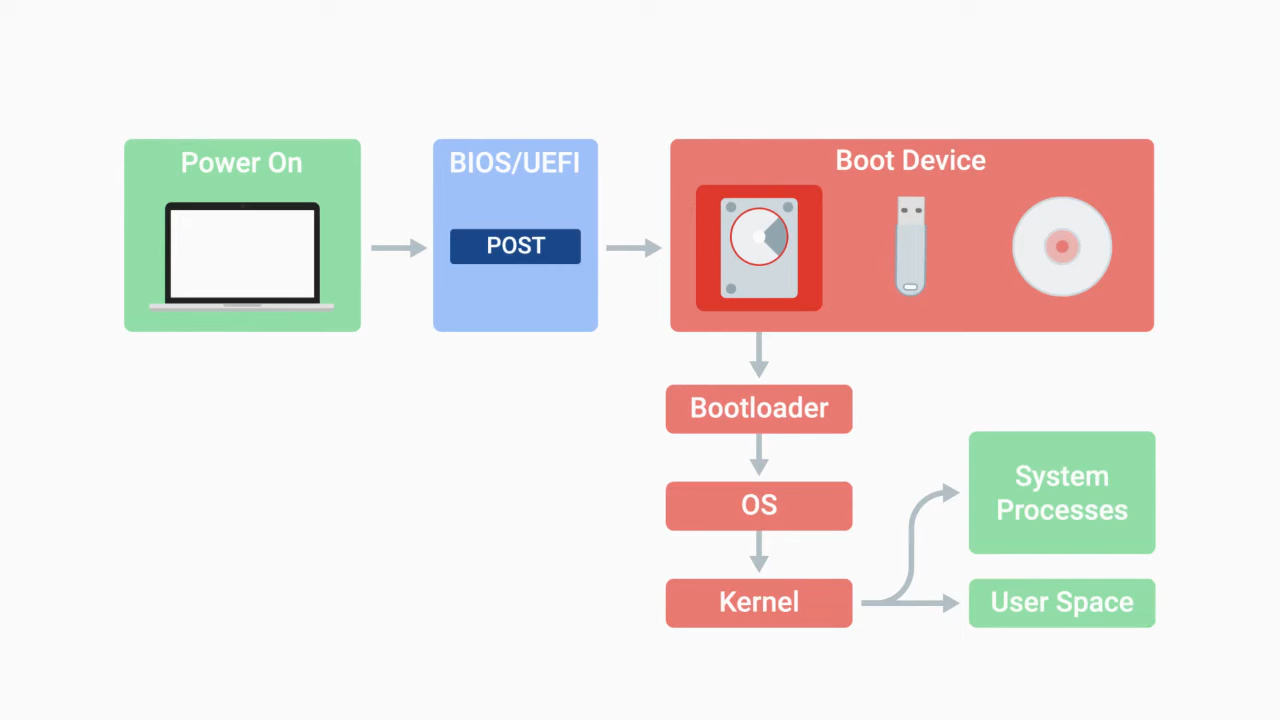 Power On
BIOS/UEFI
POST
Boot Device
Bootloader
OS
Kernel
System
Processes
User Space